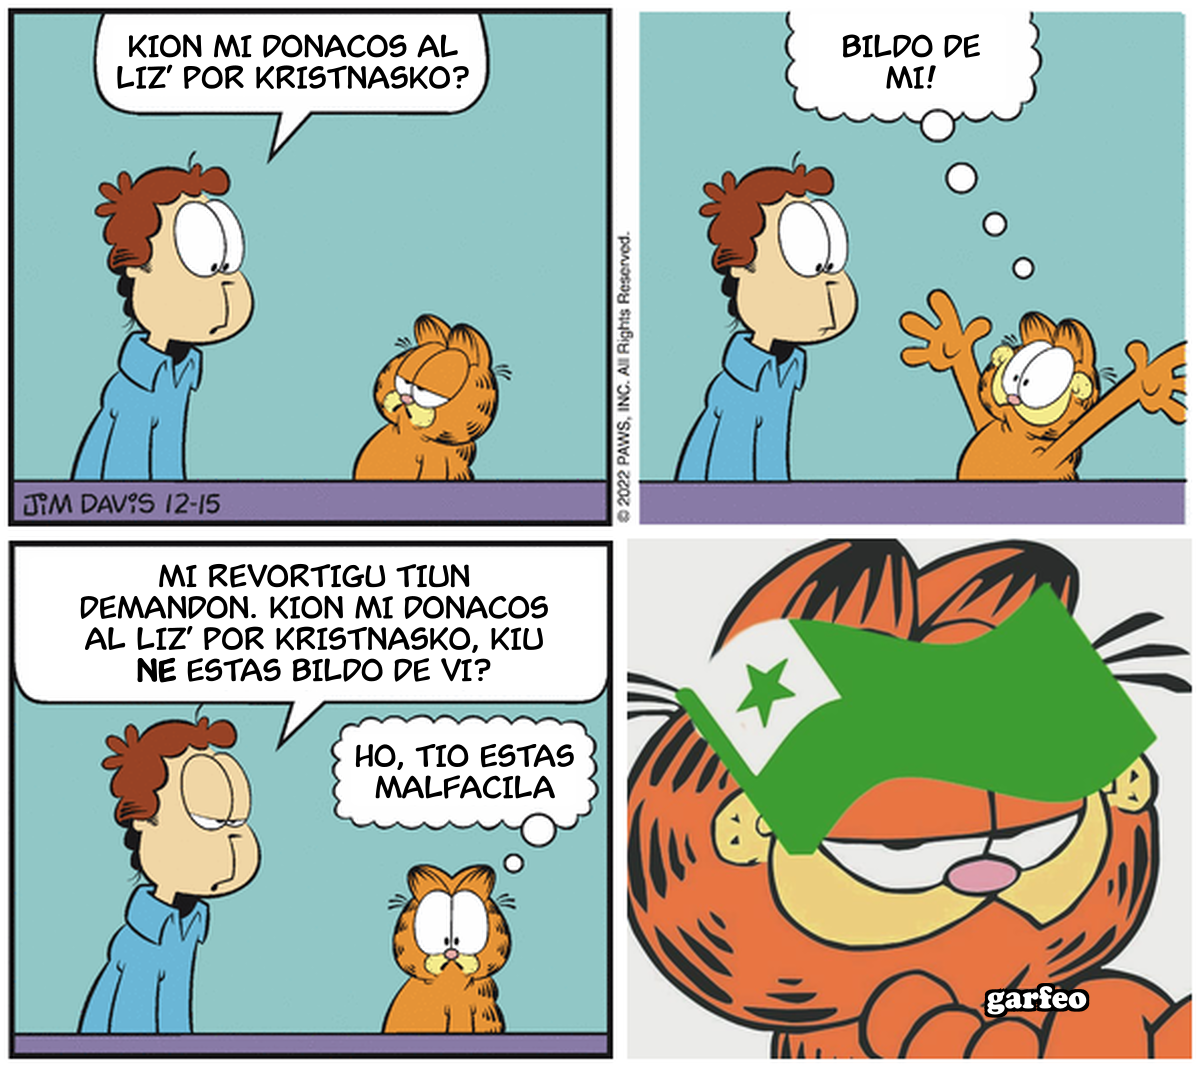 KION MI DONACOS AL
LIZ' POR KRISTNASKO?
BILDO DE
MI!
JIM DAVIS 12-15
© 2022 PAWS, INC. All Rights Reserved.
MI REVORTIGU TIUN
DEMANDON. KION MI DONACOS
AL LIZ' POR KRISTNASKO, KIU
NE ESTAS BILDO DE VI?
HO, TIO ESTAS
MALFACILA
garfeo